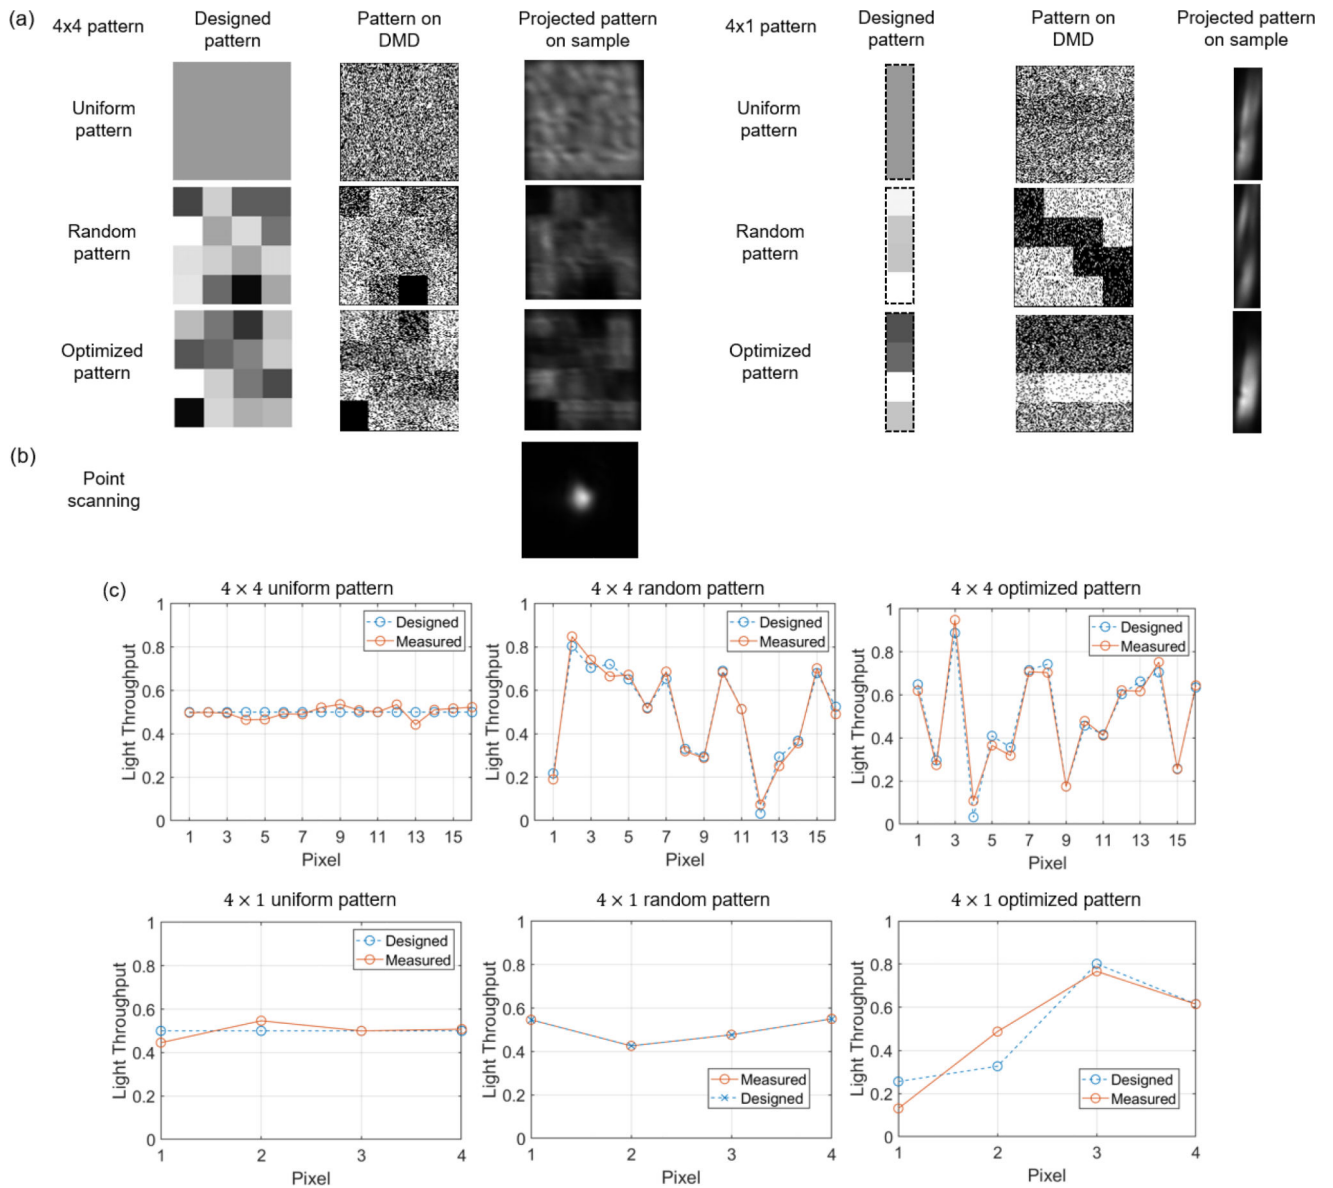 (a)
4x4 pattern
Designed
pattern
Pattern on
DMD
Projected pattern
on sample
4x1 pattern
Designed
pattern
Pattern on
DMD
Projected pattern
on sample
Uniform
pattern
Uniform
pattern
Random
pattern
Random
pattern
Optimized
pattern
Optimized
pattern
(b)
Point
scanning
(c)
4 × 4 uniform pattern
Light Throughput
1
0.8
0.6
0.4
0.2
0
Designed
Measured
1 3 5 7 9 11 13 15
Pixel
4 × 4 random pattern
Light Throughput
1
0.8
0.6
0.4
0.2
0
Designed
Measured
1 3 5 7 9 11 13 15
Pixel
4 × 4 optimized pattern
Light Throughput
1
0.8
0.6
0.4
0.2
0
Designed
Measured
1 3 5 7 9 11 13 15
Pixel
4 × 1 uniform pattern
Light Throughput
1
0.8
0.6
0.4
0.2
0
Designed
Measured
1 2 3 4
Pixel
4 × 1 random pattern
Light Throughput
1
0.8
0.6
0.4
0.2
0
Measured
Designed
1 2 3 4
Pixel
4 × 1 optimized pattern
Light Throughput
1
0.8
0.6
0.4
0.2
0
Designed
Measured
1 2 3 4
Pixel